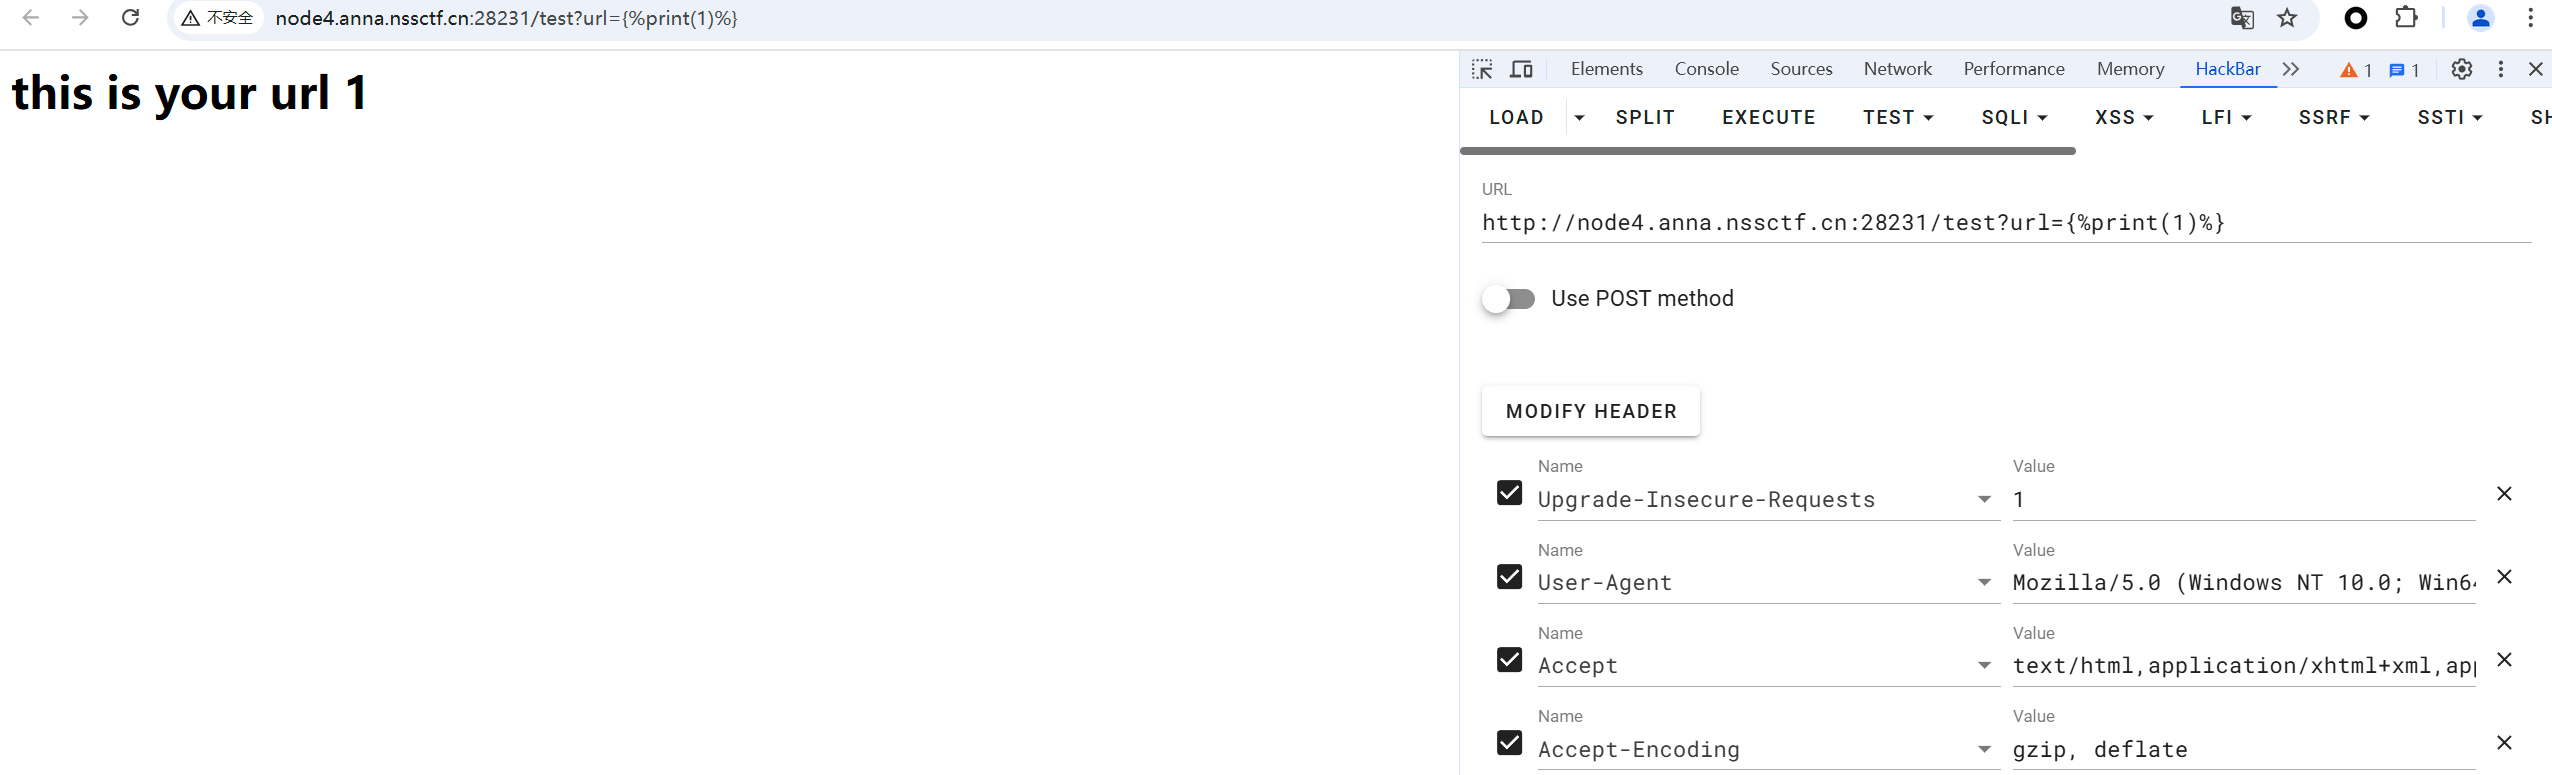 不安全 node4.anna.nssctf.cn:28231/test?url={%print(1)%}
this is your url 1
Elements Console Sources Network Performance Memory HackBar 1 1
LOAD SPLIT EXECUTE TEST SQLI XSS LFI SSRF SSTI SH
URL
http://node4.anna.nssctf.cn:28231/test?url={%print(1)%}
Use POST method
MODIFY HEADER
Name Value
Upgrade-Insecure-Requests 1
Name Value
User-Agent Mozilla/5.0 (Windows NT 10.0; Win64
Name Value
Accept text/html,application/xhtml+xml,app
Name Value
Accept-Encoding gzip, deflate